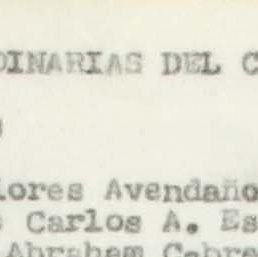 DINARIAS DEL C
lores Avendaño
Carlos A. Es
Abraham Cabre